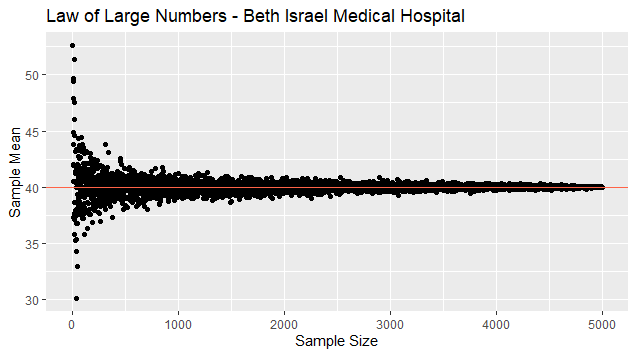 Law of Large Numbers - Beth Israel Medical Hospital
50
45
40
35
30
Sample Mean
0 1000 2000 3000 4000 5000
Sample Size